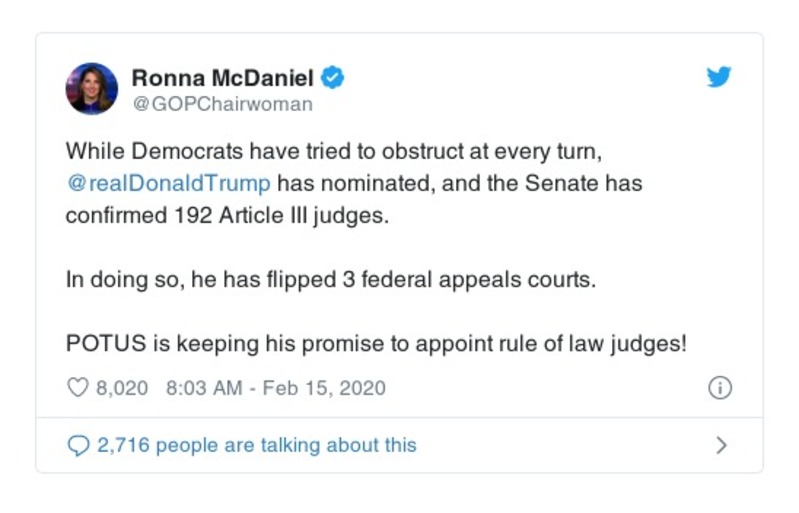 Ronna McDaniel
@GOPChairwoman
While Democrats have tried to obstruct at every turn,
@realDonaldTrump has nominated, and the Senate has
confirmed 192 Article III judges.
In doing so, he has flipped 3 federal appeals courts.
POTUS is keeping his promise to appoint rule of law judges!
8,020 8:03 AM - Feb 15, 2020
2,716 people are talking about this